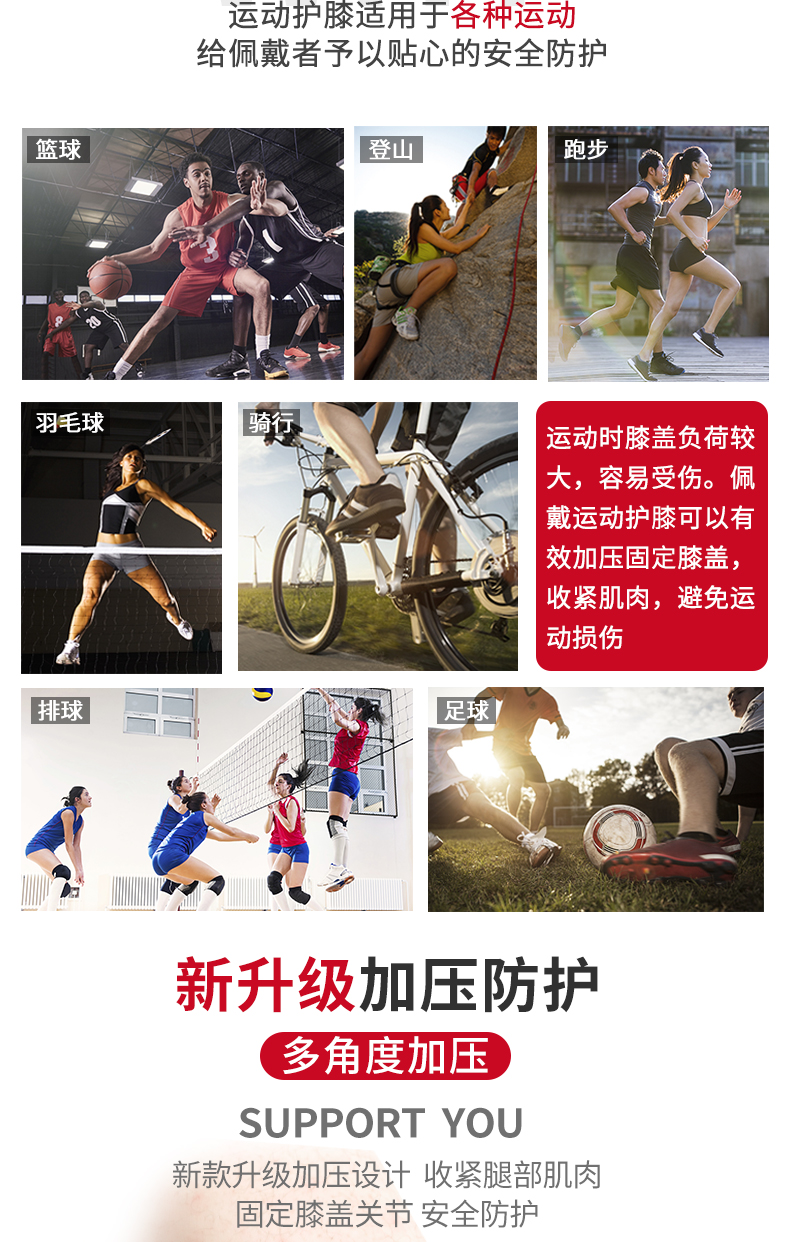 运动护膝适用于各种运动
给佩戴者予以贴心的安全防护
篮球
登山
跑步
羽毛球
骑行
运动时膝盖负荷较
大，容易受伤。佩
戴运动护膝可以有
效加压固定膝盖，
收紧肌肉，避免运
动损伤
排球
足球
新升级加压防护
多角度加压
SUPPORT YOU
新款升级加压设计 收紧腿部肌肉
固定膝盖关节 安全防护